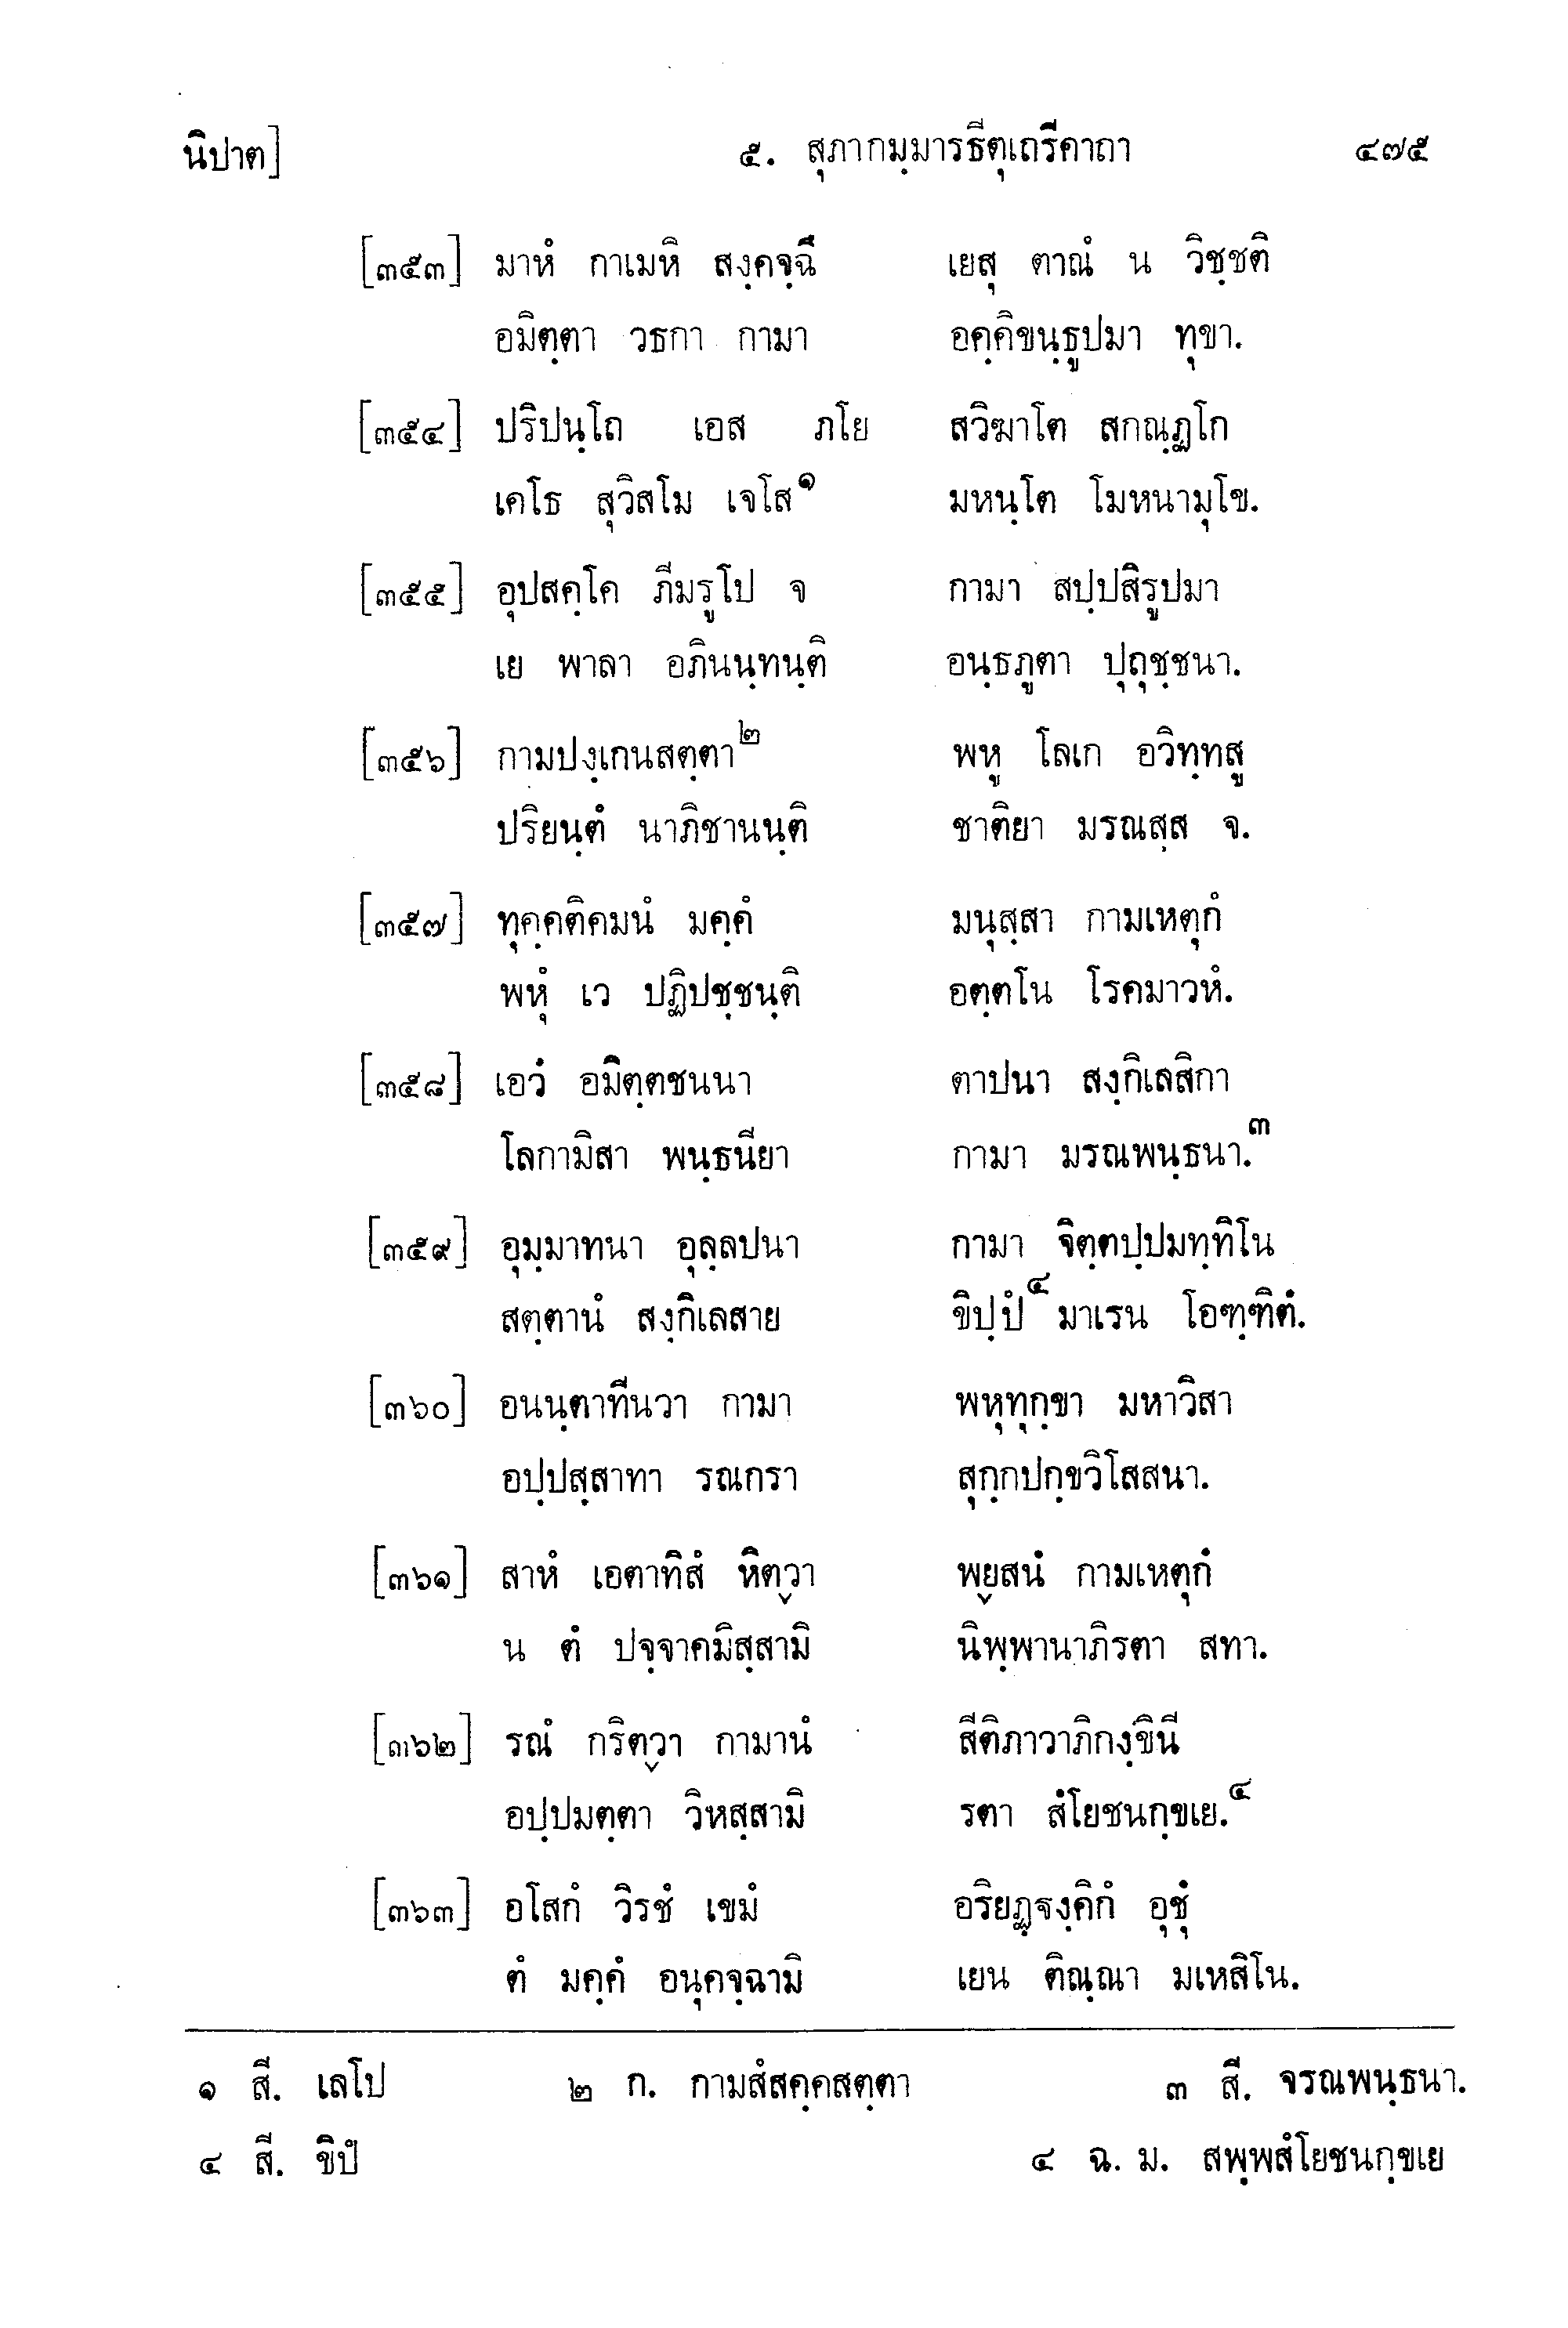 นิปาต] ๕. สุภากมฺมารธีตุเถรีคาถา ๔๗๕
[๓๕๓] มาหํ กาเมหิ สงฺคจฺฉึ เยสุ ตาณํ น วิชฺชติ
อมิตฺตา วธกา กามา อคฺคิขนฺธูปมา ทุขา.
[๓๕๔] ปริปนฺโถ เอส ภโย สวิฆาโต สกณฺฏโก
เคโธ สุวิสโม เจโส๑ มหนฺโต โมหนามุโข.
[๓๕๕] อุปสคฺโค ภีมรูโป จ กามา สปฺปสิรูปมา
เย พาลา อภินนฺทนฺติ อนฺธภูตา ปุถุชฺชนา.
[๓๕๖] กามปงฺเกนสตฺตา๒ พหู โลเก อวิทฺทสู
ปริยนฺตํ นาภิชานนฺติ ชาติยา มรณสฺส จ.
[๓๕๗] ทุคฺคติคมนํ มคฺคํ มนุสฺสา กามเหตุกํ
พหุํ เว ปฏิปชฺชนฺติ อตฺตโน โรคมาวหํ.
[๓๕๘] เอวํ อมิตฺตชนนา ตาปนา สงฺกิเลสิกา
โลกามิสา พนฺธนียา กามา มรณพนฺธนา.๓
[๓๕๙] อุมฺมาทนา อุลฺลปนา กามา จิตฺตปฺปมทฺทิโน
สตฺตานํ สงฺกิเลสาย ขิปฺปํ๔ มาเรน โอฑฺฑิตํ.
[๓๖๐] อนนฺตาทีนวา กามา พหุทุกฺขา มหาวิสา
อปฺปสฺสาทา รณกรา สุกฺกปกฺขวิโสสนา.
[๓๖๑] สาหํ เอตาทิสํ หิตฺวา พฺยสนํ กามเหตุกํ
น ตํ ปจฺจาคมิสฺสามิ นิพฺพานาภิรตา สทา.
[๓๖๒] รณํ กริตฺวา กามานํ สีติภาวาภิกงฺขินี
อปฺปมตฺตา วิหสฺสามิ รตา สํโยชนกฺขเย.๔
[๓๖๓] อโสกํ วิรชํ เขมํ อริยฏฺฐงฺคิกํ อุชุํ
ตํ มคฺคํ อนุคจฺฉามิ เยน ติณฺณา มเหสิโน.
๑ สี. เลโป ๒ ก. กามสํสคฺคสตฺตา ๓ สี. จรณพนฺธนา.
๔ สี. ขิปํ ๔ ฉ. ม. สพฺพสํโยชนกฺขเย